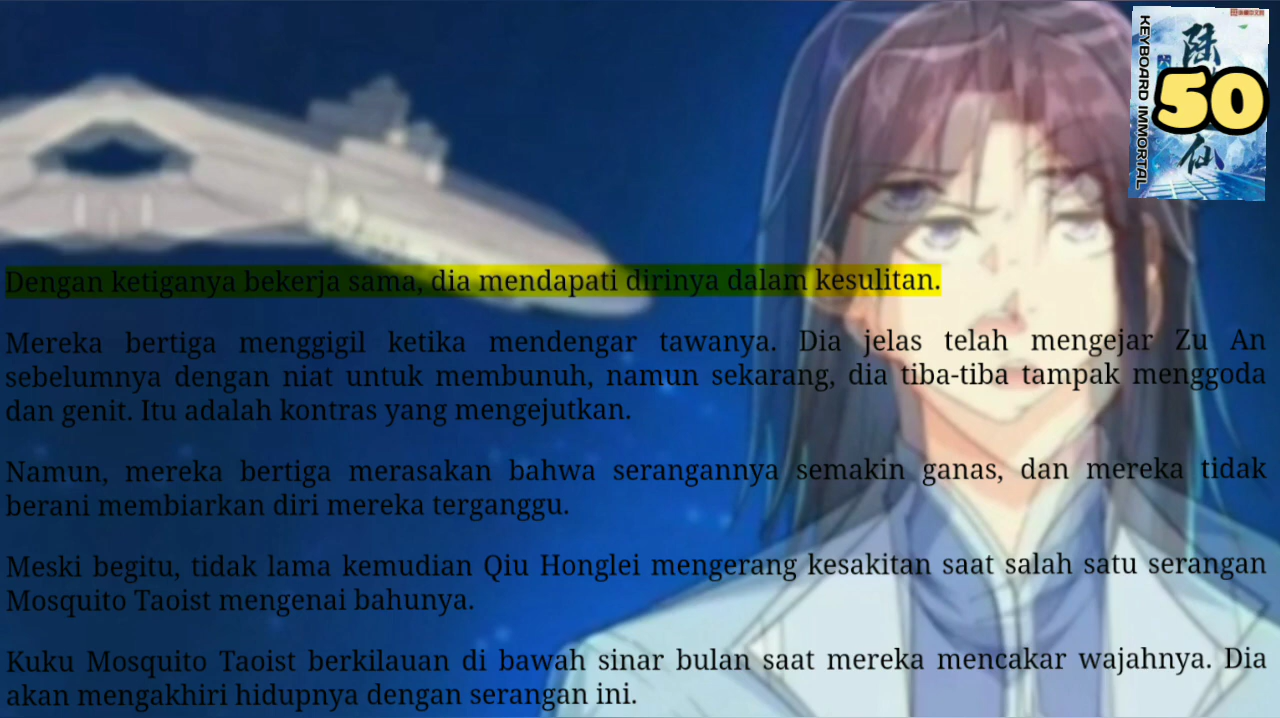 KEYBOARD IMMORTAL
陆
仙
50
Dengan ketiganya bekerja sama, dia mendapati dirinya dalam kesulitan.
Mereka bertiga menggigil ketika mendengar tawanya. Dia jelas telah mengejar Zu An
sebelumnya dengan niat untuk membunuh, namun sekarang, dia tiba-tiba tampak menggoda
dan genit. Itu adalah kontras yang mengejutkan.
Namun, mereka bertiga merasakan bahwa serangannya semakin ganas, dan mereka tidak
berani membiarkan diri mereka terganggu.
Meski begitu, tidak lama kemudian Qiu Honglei mengerang kesakitan saat salah satu serangan
Mosquito Taoist mengenai bahunya.
Kuku Mosquito Taoist berkilauan di bawah sinar bulan saat mereka mencakar wajahnya. Dia
akan mengakhiri hidupnya dengan serangan ini.